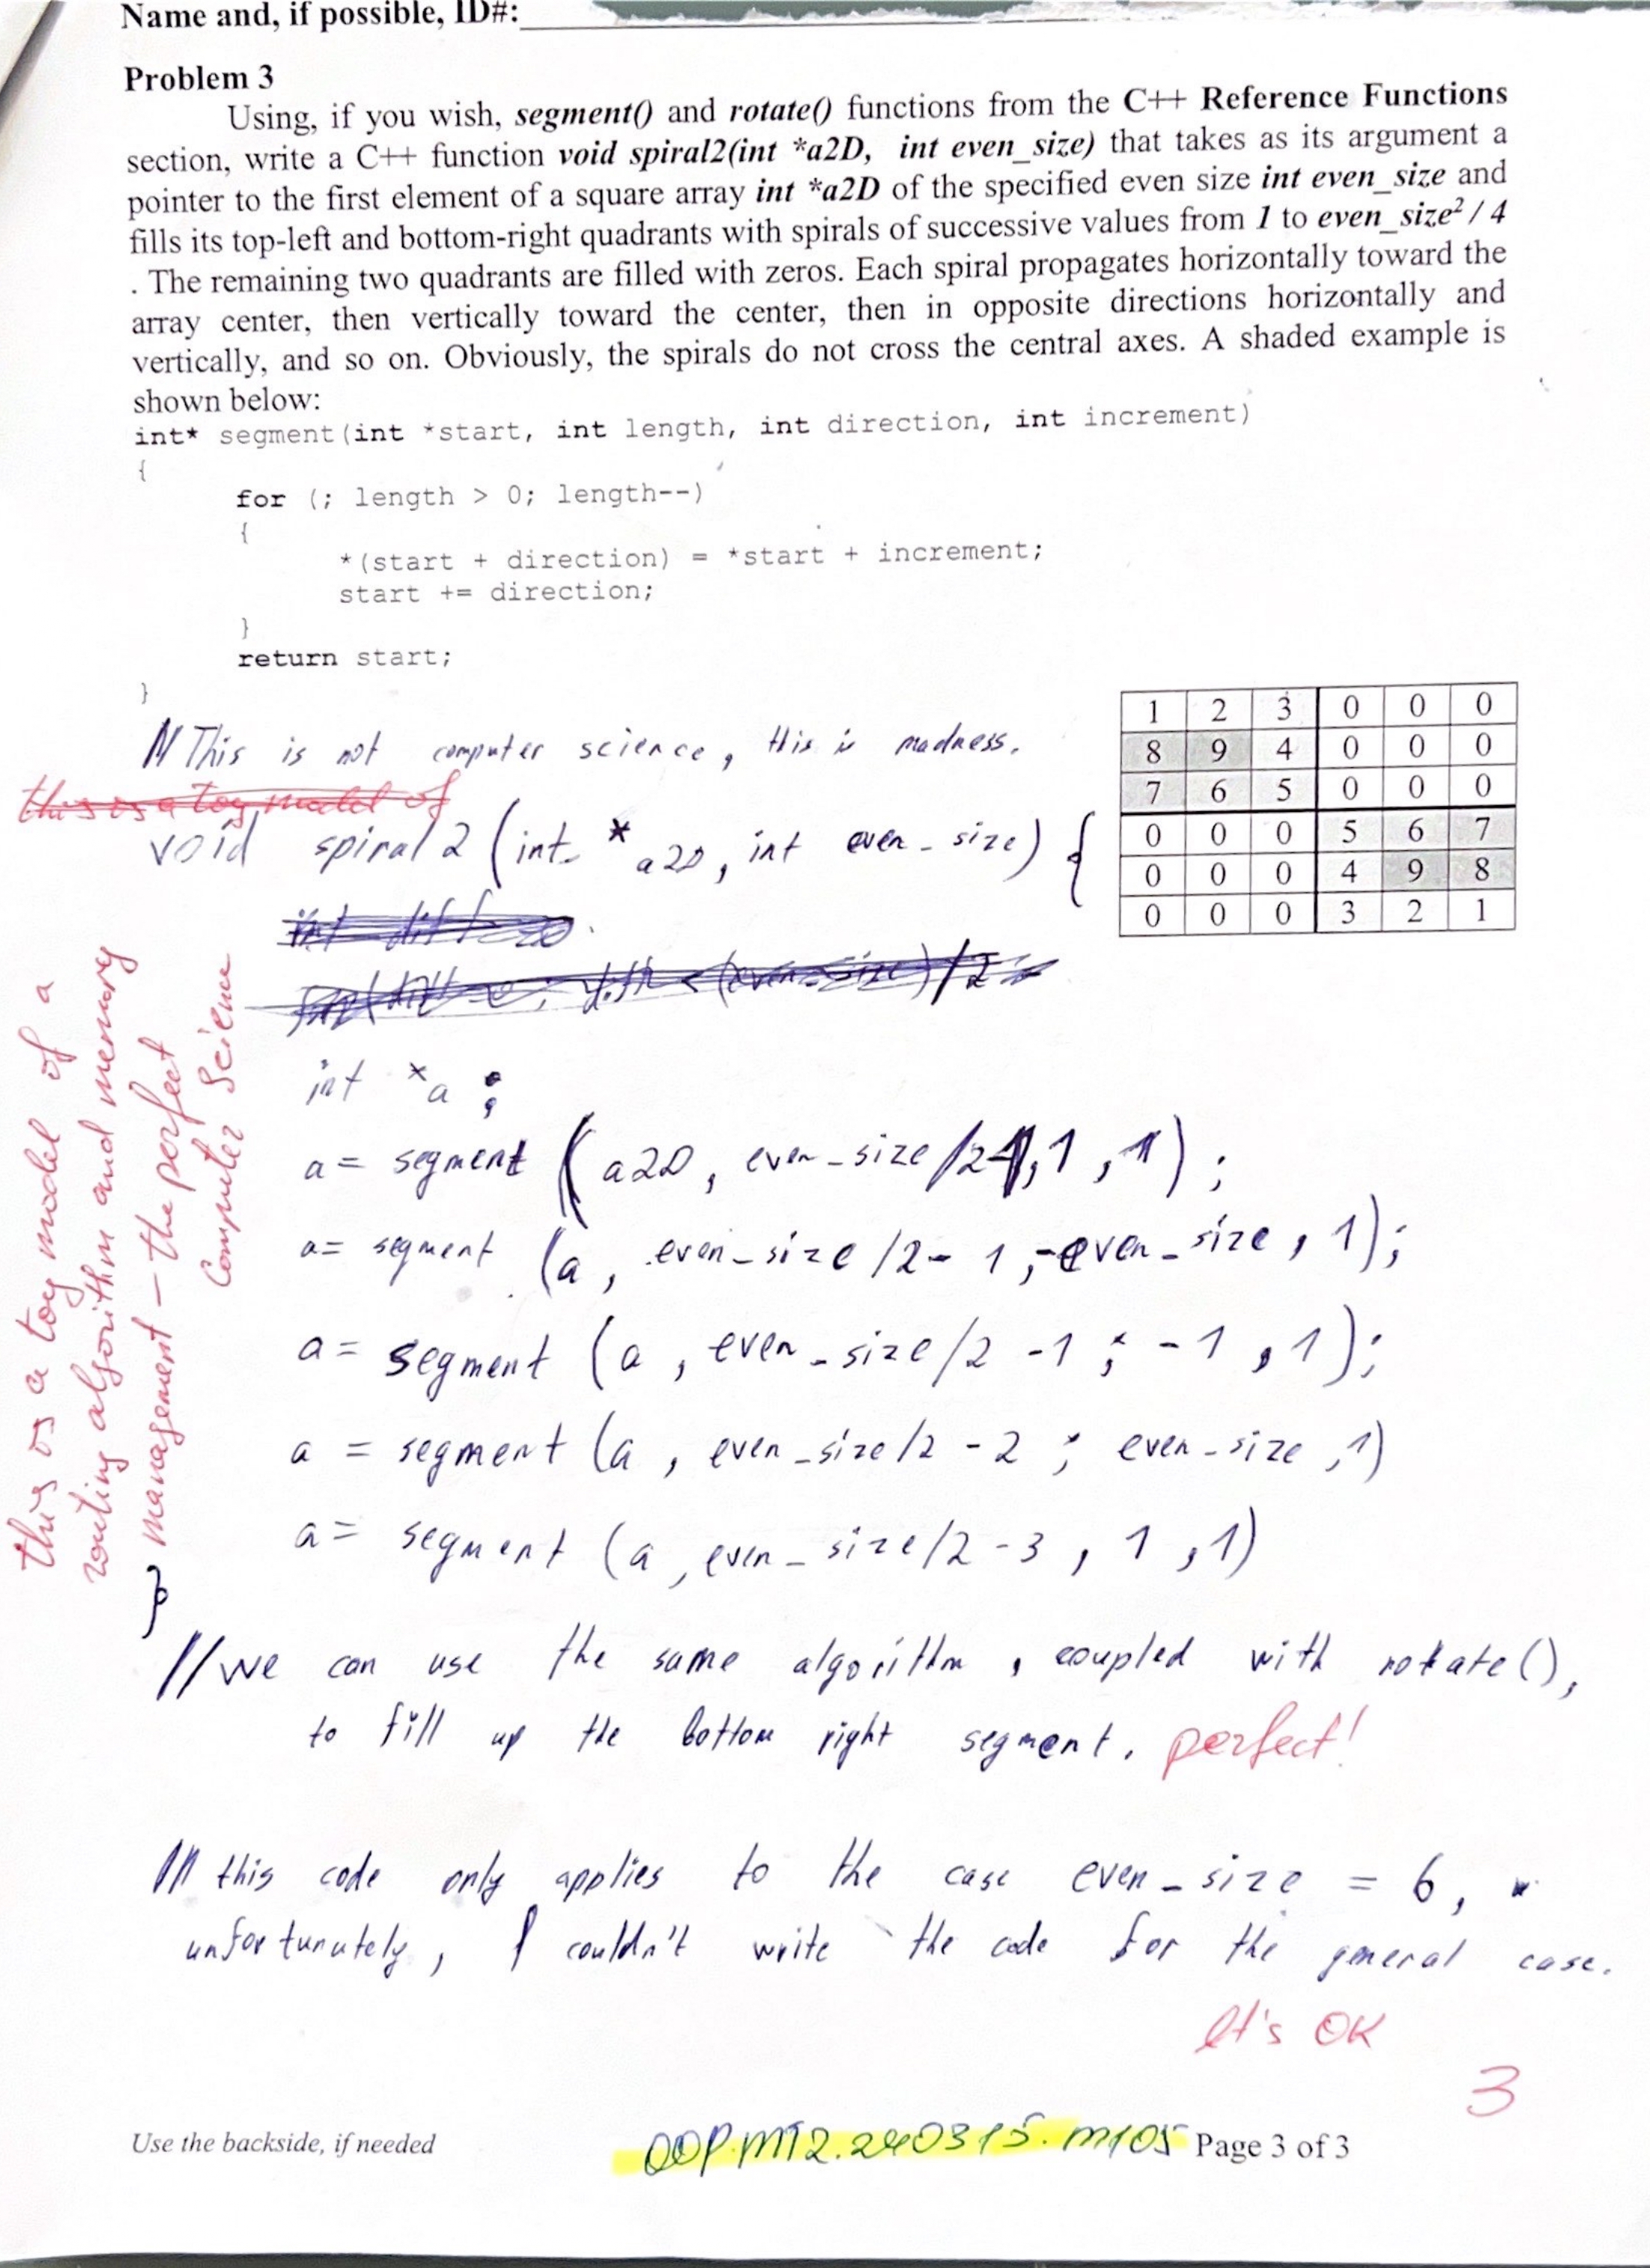 Name and, if possible, ID#:
Problem 3
Using, if you wish, segment() and rotate() functions from the C++ Reference Functions
section, write a C++ function void spiral2(int *a2D, int even_size) that takes as its argument a
pointer to the first element of a square array int *a2D of the specified even size int even_size and
fills its top-left and bottom-right quadrants with spirals of successive values from 1 to even_size² / 4
. The remaining two quadrants are filled with zeros. Each spiral propagates horizontally toward the
array center, then vertically toward the center, then in opposite directions horizontally and
vertically, and so on. Obviously, the spirals do not cross the central axes. A shaded example is
shown below:
int* segment(int *start, int length, int direction, int increment)
{
for (; length > 0; length--)
{
*(start + direction) = *start + increment;
start += direction;
}
return start;
}
1 2 3 0 0 0
8 9 4 0 0 0
7 6 5 0 0 0
0 0 0 5 6 7
0 0 0 4 9 8
0 0 0 3 2 1
// This is not computer science, this is madness.
this is a toy model of
void spiral2 (int *a2D, int even_size) {
int *a;
a = segment (a2D, even_size/2-1, 1, 1);
a = segment (a, even_size/2-1, -even_size, 1);
a = segment (a, even_size/2 -1, -1, 1);
a = segment (a, even_size/2 - 2, even_size, 1)
a = segment (a, even_size/2 - 3, 1, 1)
}
this is a toy model of a
routing algorithm and memory
management – the perfect
Computer Science
// we can use the same algorithm, coupled with rotate(),
to fill up the bottom right segment. perfect!
// this code only applies to the case even_size = 6,
unfortunately, I couldn't write the code for the general case.
It's OK
3
Use the backside, if needed
OOP.MT2.240315.M105 Page 3 of 3